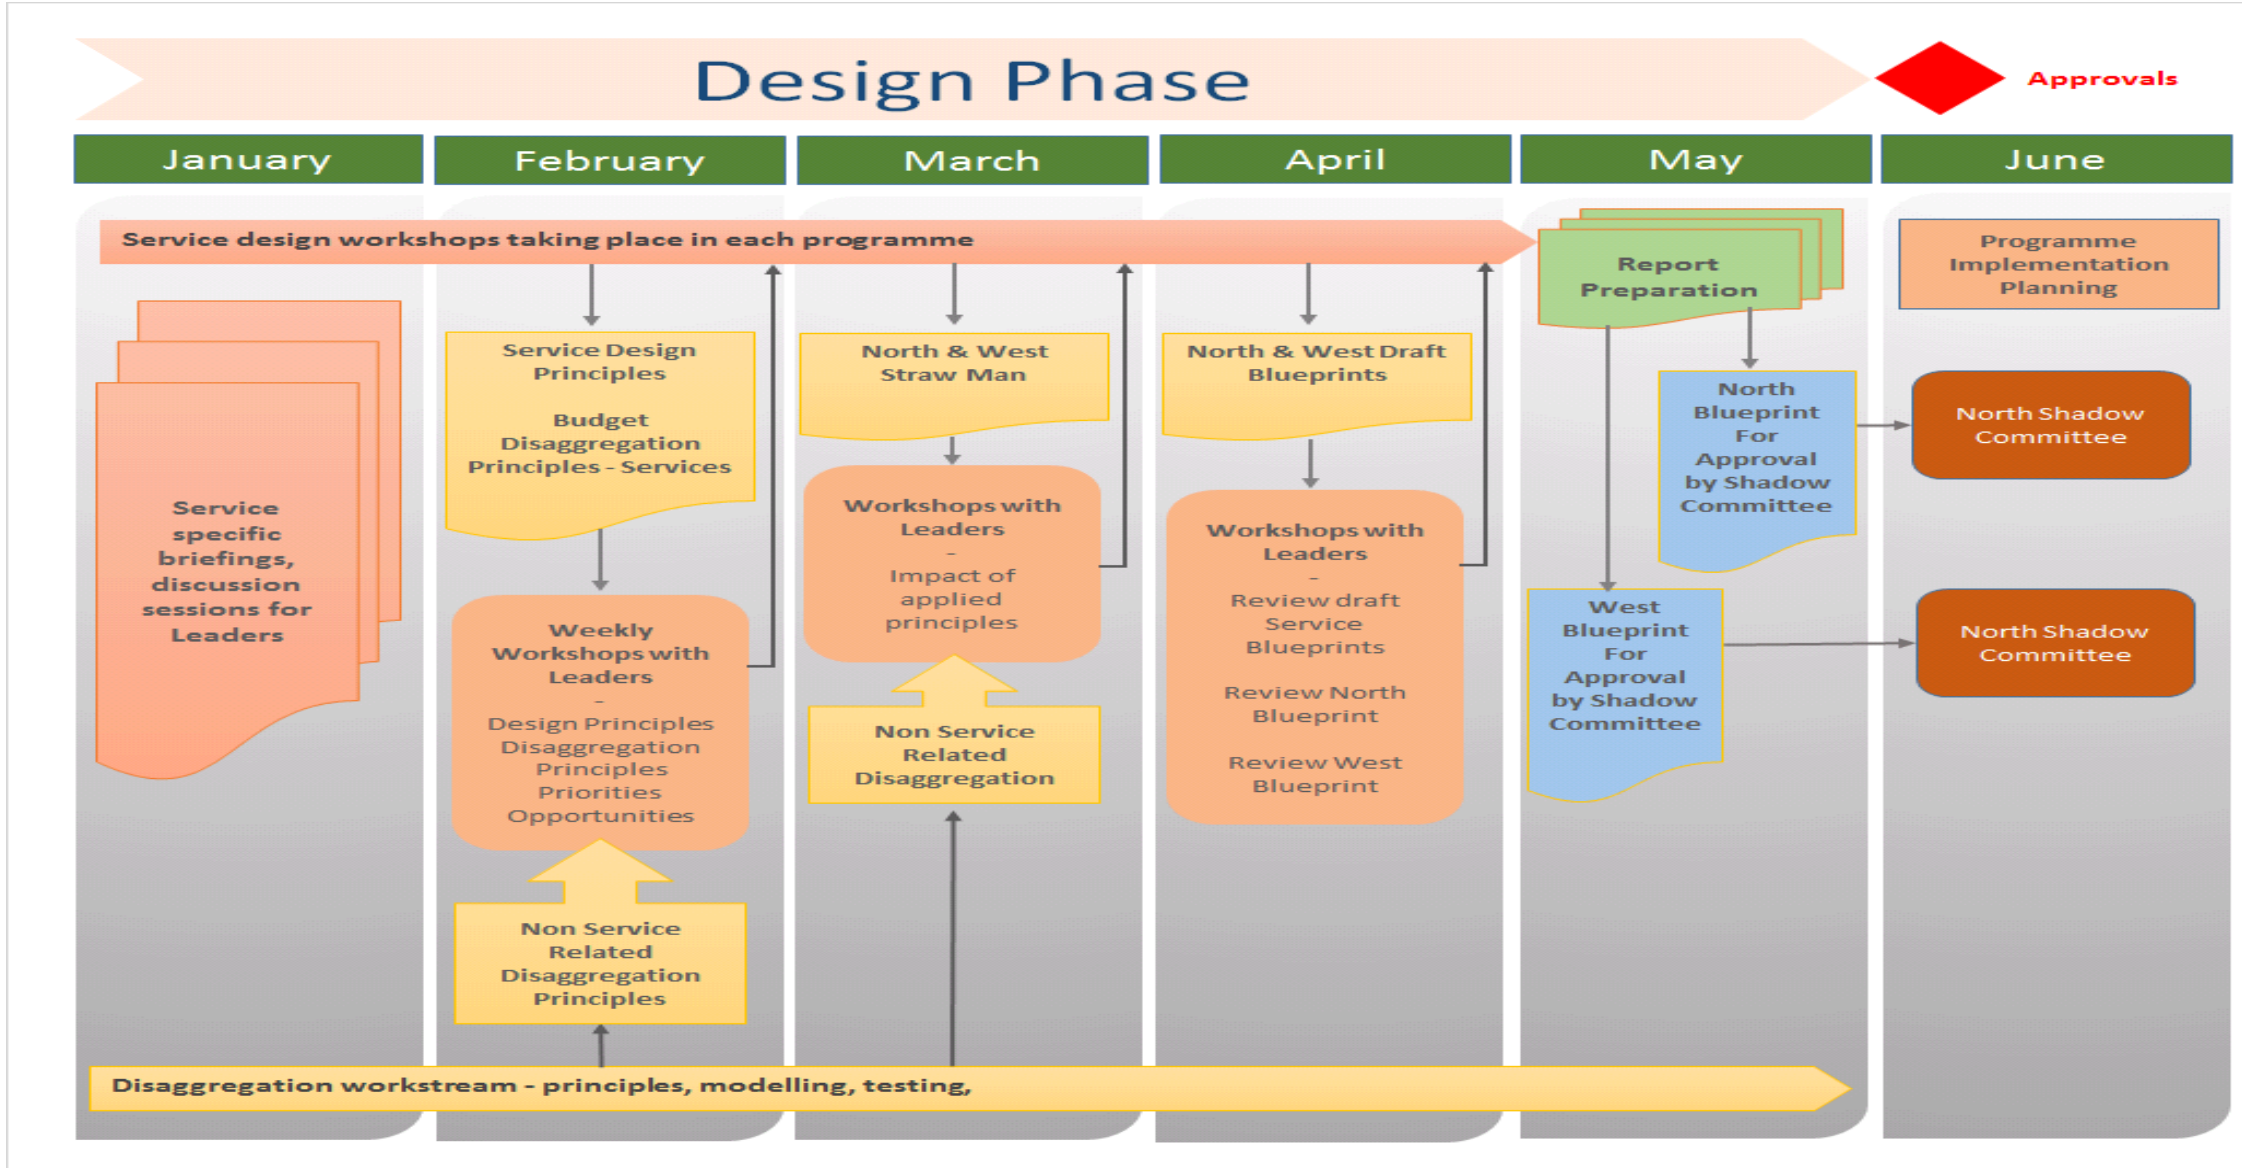 Design Phase
Approvals
January
February
March
April
May
June
Service design workshops taking place in each programme
Service
specific
briefings,
discussion
sessions for
Leaders
Service Design
Principles
Budget
Disaggregation
Principles - Services
Weekly
Workshops with
Leaders
-
Design Principles
Disaggregation
Principles
Priorities
Opportunities
Non Service
Related
Disaggregation
Principles
North & West
Straw Man
Workshops with
Leaders
-
Impact of
applied
principles
Non Service
Related
Disaggregation
North & West Draft
Blueprints
Workshops with
Leaders
-
Review draft
Service
Blueprints
Review North
Blueprint
Review West
Blueprint
Report
Preparation
North
Blueprint
For
Approval
by Shadow
Committee
West
Blueprint
For
Approval
by Shadow
Committee
Programme
Implementation
Planning
North Shadow
Committee
North Shadow
Committee
Disaggregation workstream - principles, modelling, testing,